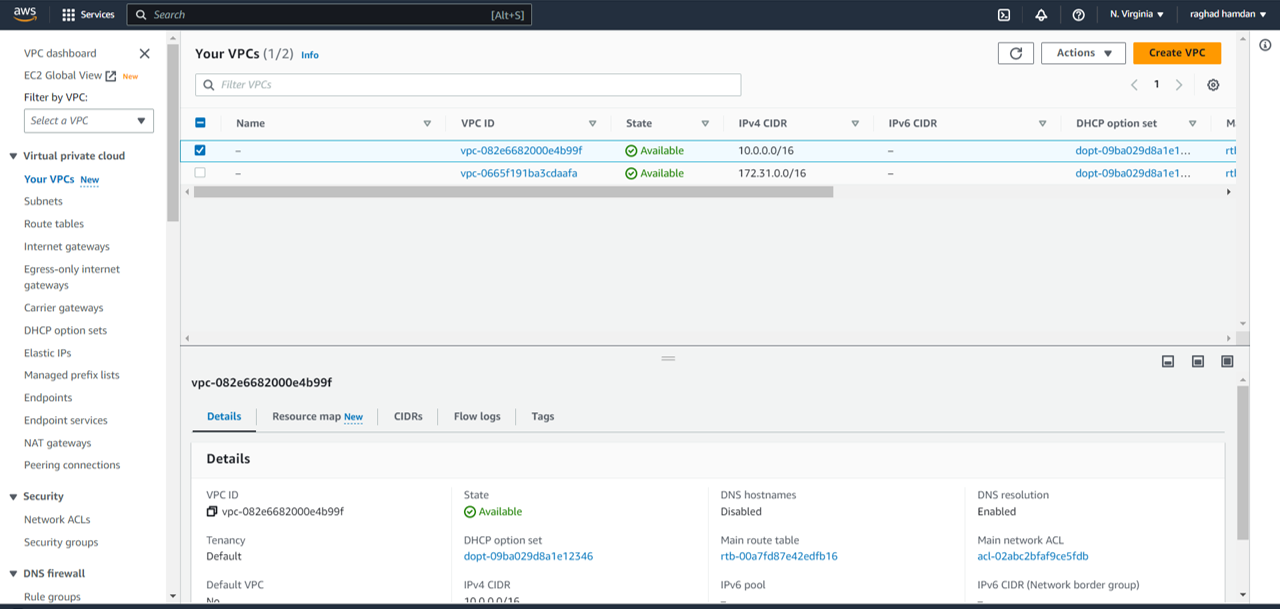 aws
Services
Search
[Alt+S]
N. Virginia
raghad hamdan
VPC dashboard
EC2 Global View New
Filter by VPC:
Select a VPC
Virtual private cloud
Your VPCs New
Subnets
Route tables
Internet gateways
Egress-only internet
gateways
Carrier gateways
DHCP option sets
Elastic IPs
Managed prefix lists
Endpoints
Endpoint services
NAT gateways
Peering connections
Security
Network ACLs
Security groups
DNS firewall
Rule groups
Your VPCs (1/2) Info
Actions
Create VPC
Filter VPCs
1
Name VPC ID State IPv4 CIDR IPv6 CIDR DHCP option set M
– vpc-082e6682000e4b99f Available 10.0.0.0/16 – dopt-09ba029d8a1e1... rtl
– vpc-0665f191ba3cdaafa Available 172.31.0.0/16 – dopt-09ba029d8a1e1... rtl
vpc-082e6682000e4b99f
Details Resource map New CIDRs Flow logs Tags
Details
VPC ID
vpc-082e6682000e4b99f
State
Available
DNS hostnames
Disabled
DNS resolution
Enabled
Tenancy
Default
DHCP option set
dopt-09ba029d8a1e12346
Main route table
rtb-00a7fd87e42edfb16
Main network ACL
acl-02abc2bfaf9ce5fdb
Default VPC
No
IPv4 CIDR
10.0.0.0/16
IPv6 pool
–
IPv6 CIDR (Network border group)
–